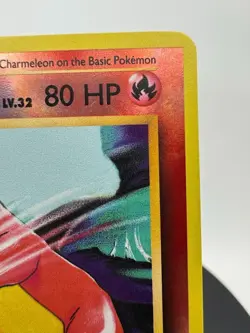 Charmeleon on the Basic Pokémon
LV.32 80 HP